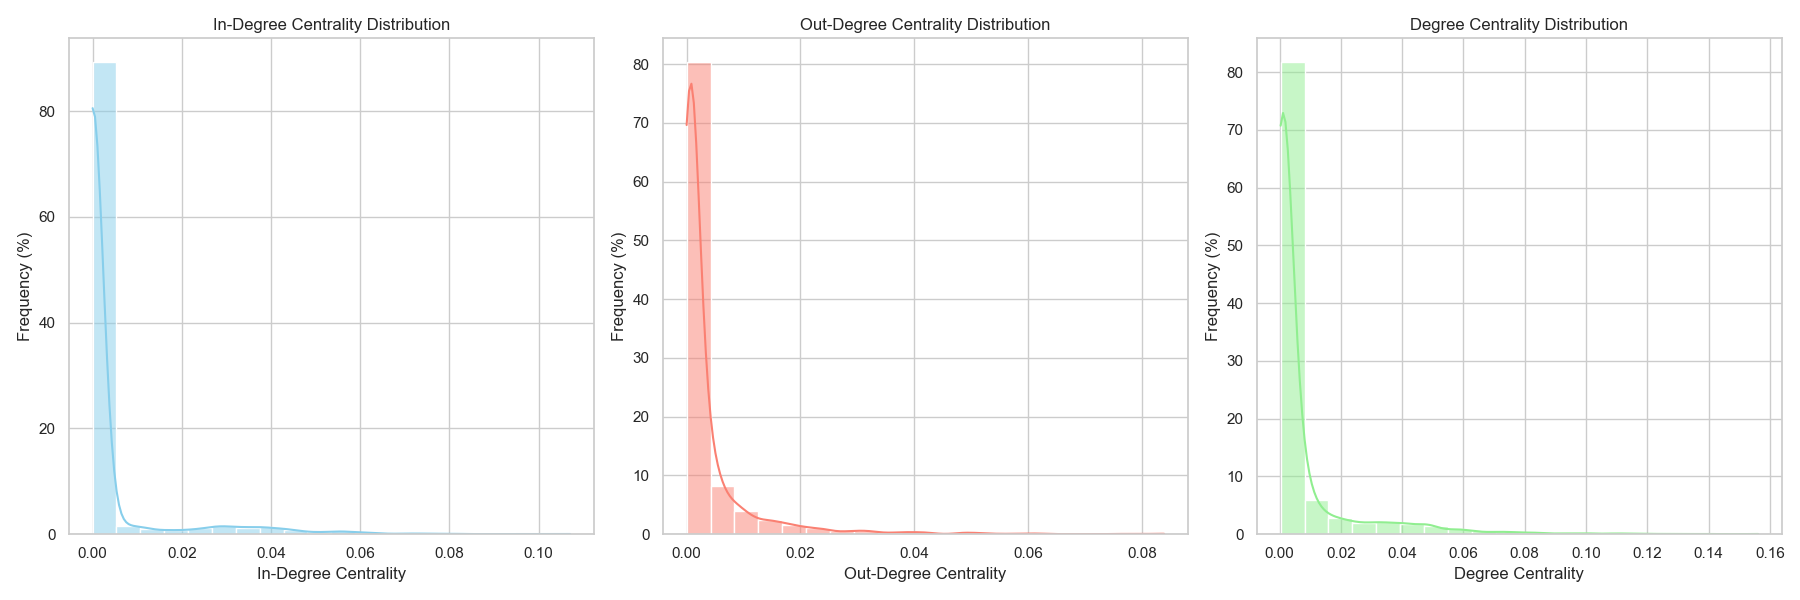 In-Degree Centrality Distribution
Frequency (%)
80
60
40
20
0
0.00 0.02 0.04 0.06 0.08 0.10
In-Degree Centrality
Out-Degree Centrality Distribution
Frequency (%)
80
70
60
50
40
30
20
10
0
0.00 0.02 0.04 0.06 0.08
Out-Degree Centrality
Degree Centrality Distribution
Frequency (%)
80
70
60
50
40
30
20
10
0
0.00 0.02 0.04 0.06 0.08 0.10 0.12 0.14 0.16
Degree Centrality